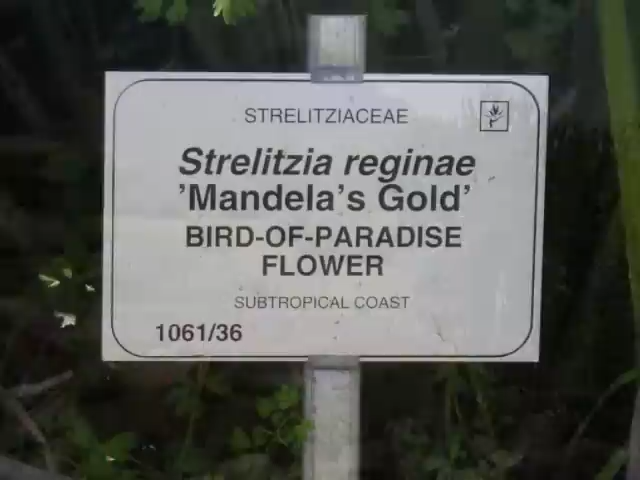 STRELITZIACEAE
Strelitzia reginae
'Mandela's Gold'
BIRD-OF-PARADISE
FLOWER
SUBTROPICAL COAST
1061/36